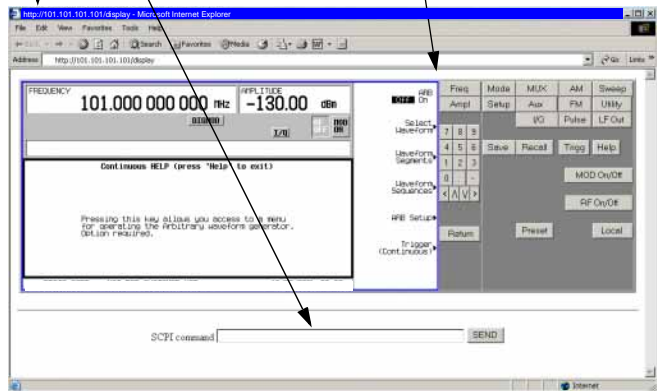 http://101.101.101.101/display - Microsoft Internet Explorer
File Edit View Favorites Tools Help
Search Favorites Media
Address http://101.101.101.101/display Go Links
FREQUENCY AMPLITUDE
101.000 000 000 MHz -130.00 dBm
I/Q MOD ON
Continuous HELP (press 'Help' to exit)
Pressing this key allows you access to a menu
for operating the Arbitrary waveform generator.
Option required.
ARB
Off On
Select
Waveform
Waveform
Segments
Waveform
Sequences
ARB Setup
Trigger
(Continuous)
Freq Mode MUX AM Sweep
Ampl Setup Aux FM Utility
I/O Pulse LF Out
7 8 9
4 5 6 Save Recall Trigg Help
1 2 3
0 . -
MOD On/Off
< Λ V >
RF On/Off
Return Preset Local
SCPI command SEND
Internet